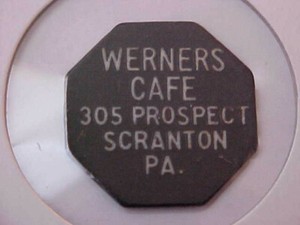 WERNERS
CAFE
305 PROSPECT
SCRANTON
PA.